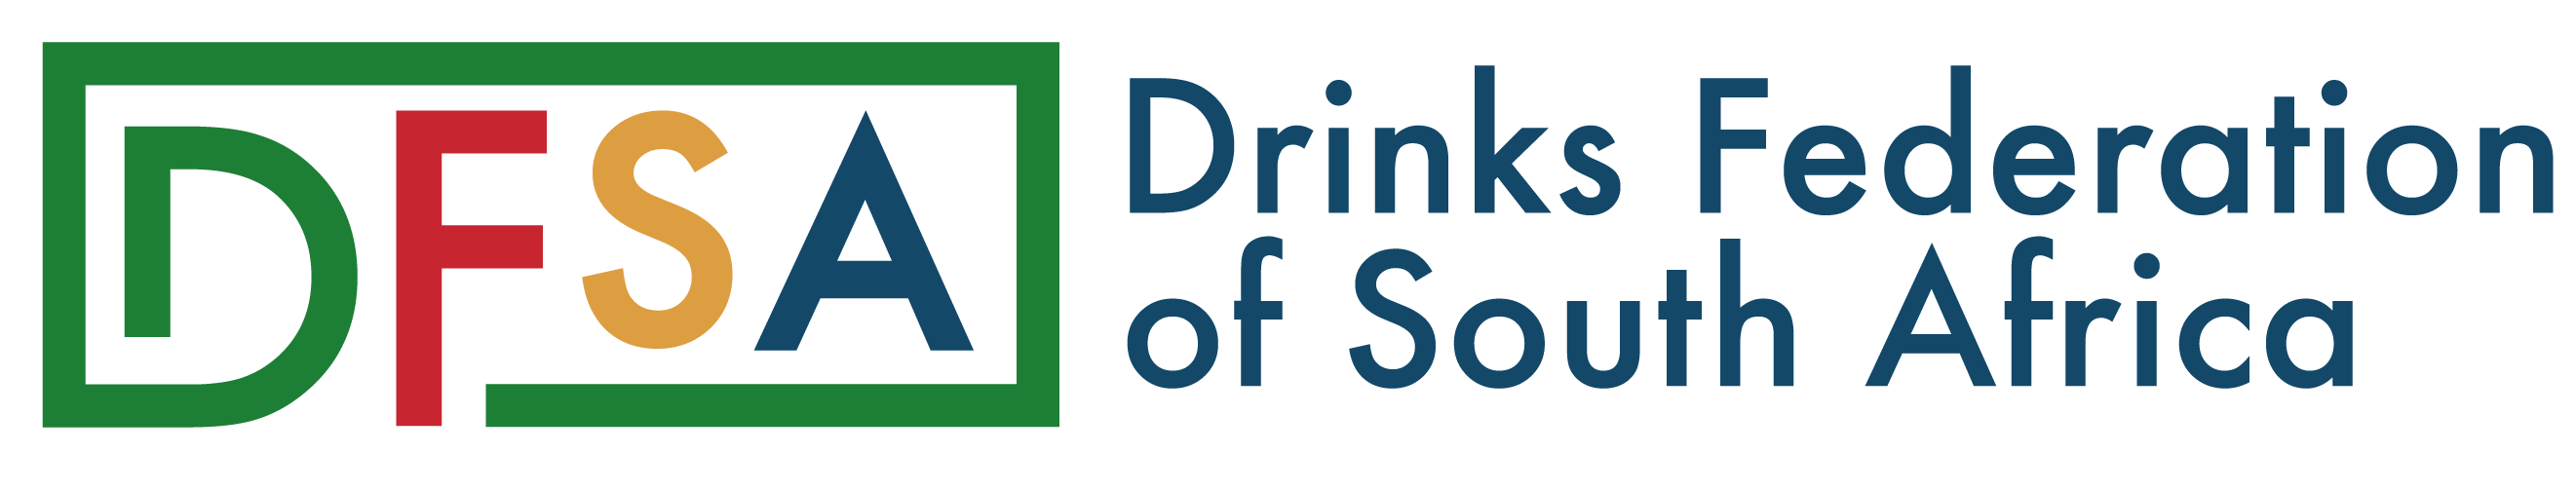 DFSA
Drinks Federation
of South Africa